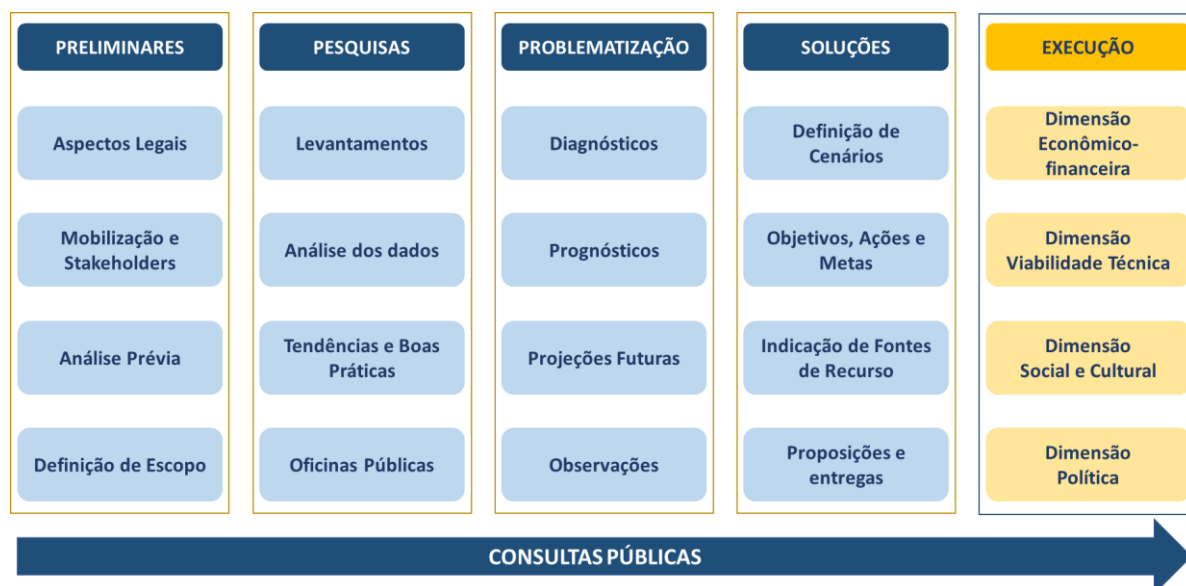 PRELIMINARES
Aspectos Legais
Mobilização e
Stakeholders
Análise Prévia
Definição de Escopo
PESQUISAS
Levantamentos
Análise dos dados
Tendências e Boas
Práticas
Oficinas Públicas
PROBLEMATIZAÇÃO
Diagnósticos
Prognósticos
Projeções Futuras
Observações
SOLUÇÕES
Definição de
Cenários
Objetivos, Ações e
Metas
Indicação de Fontes
de Recurso
Proposições e
entregas
EXECUÇÃO
Dimensão
Econômico-
financeira
Dimensão
Viabilidade Técnica
Dimensão
Social e Cultural
Dimensão
Política
CONSULTAS PÚBLICAS